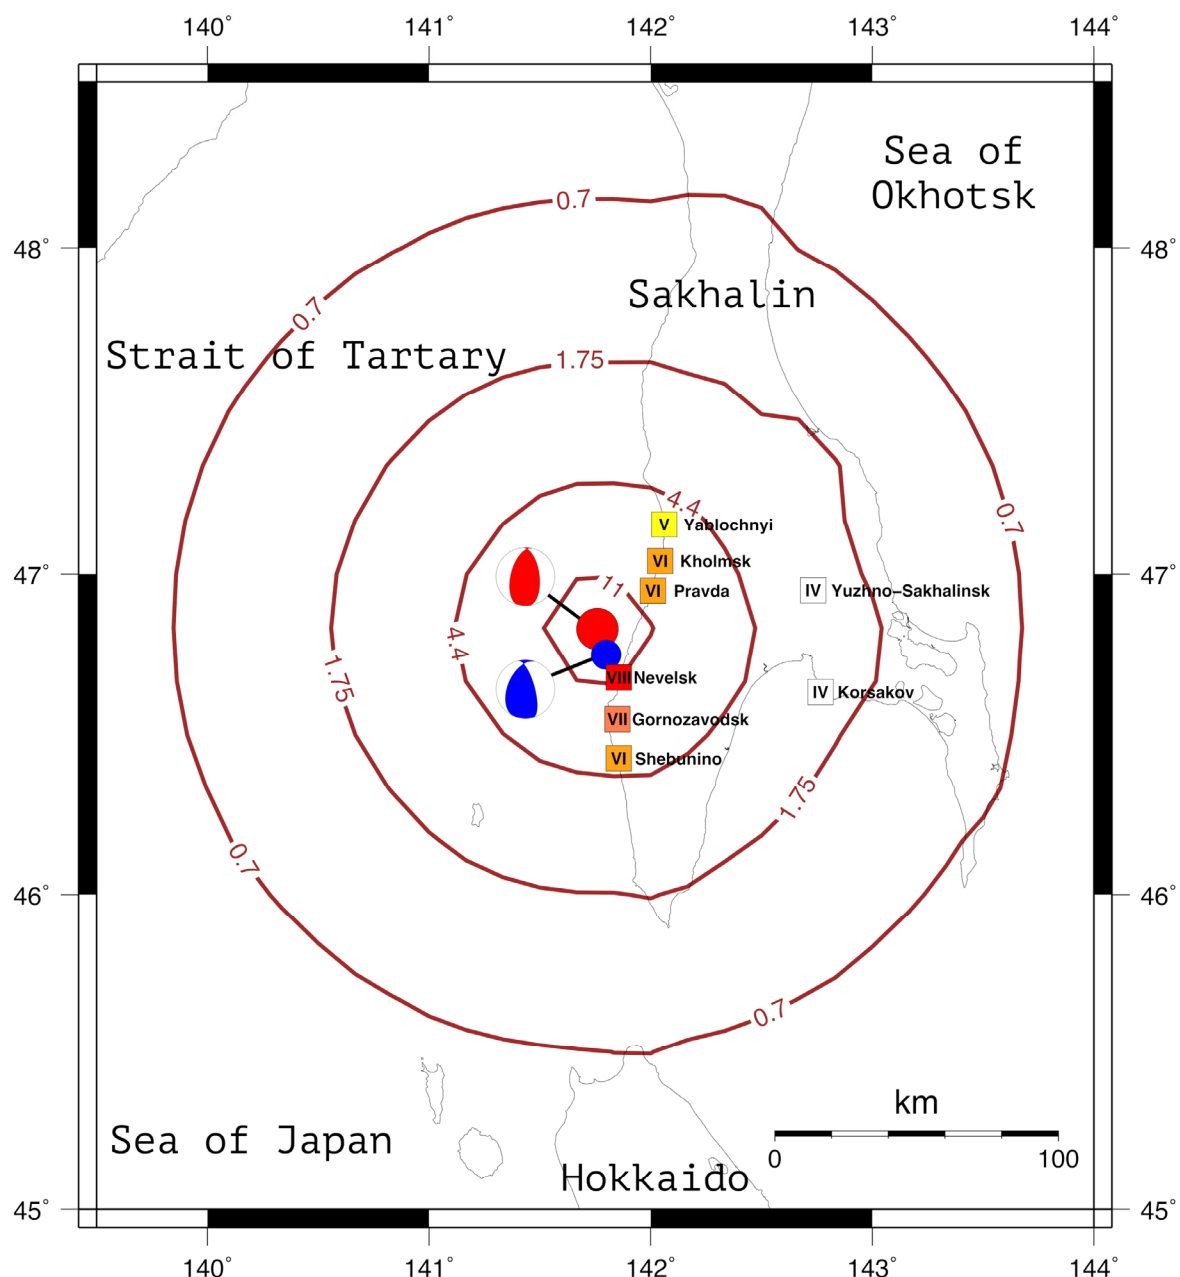 140° 141° 142° 143° 144°
Sea of
Okhotsk
0.7
48° 48°
Sakhalin
0.7
Strait of Tartary
1.75
4.4
0.7
V Yablochnyi
VI Kholmsk
47° 47°
11
VI Pravda
IV Yuzhno-Sakhalinsk
4.4
1.75
VIII Nevelsk
IV Korsakov
VII Gornozavodsk
VI Shebunino
1.75
0.7
46° 46°
0.7
km
0 100
Sea of Japan
Hokkaido
45° 45°
140° 141° 142° 143° 144°